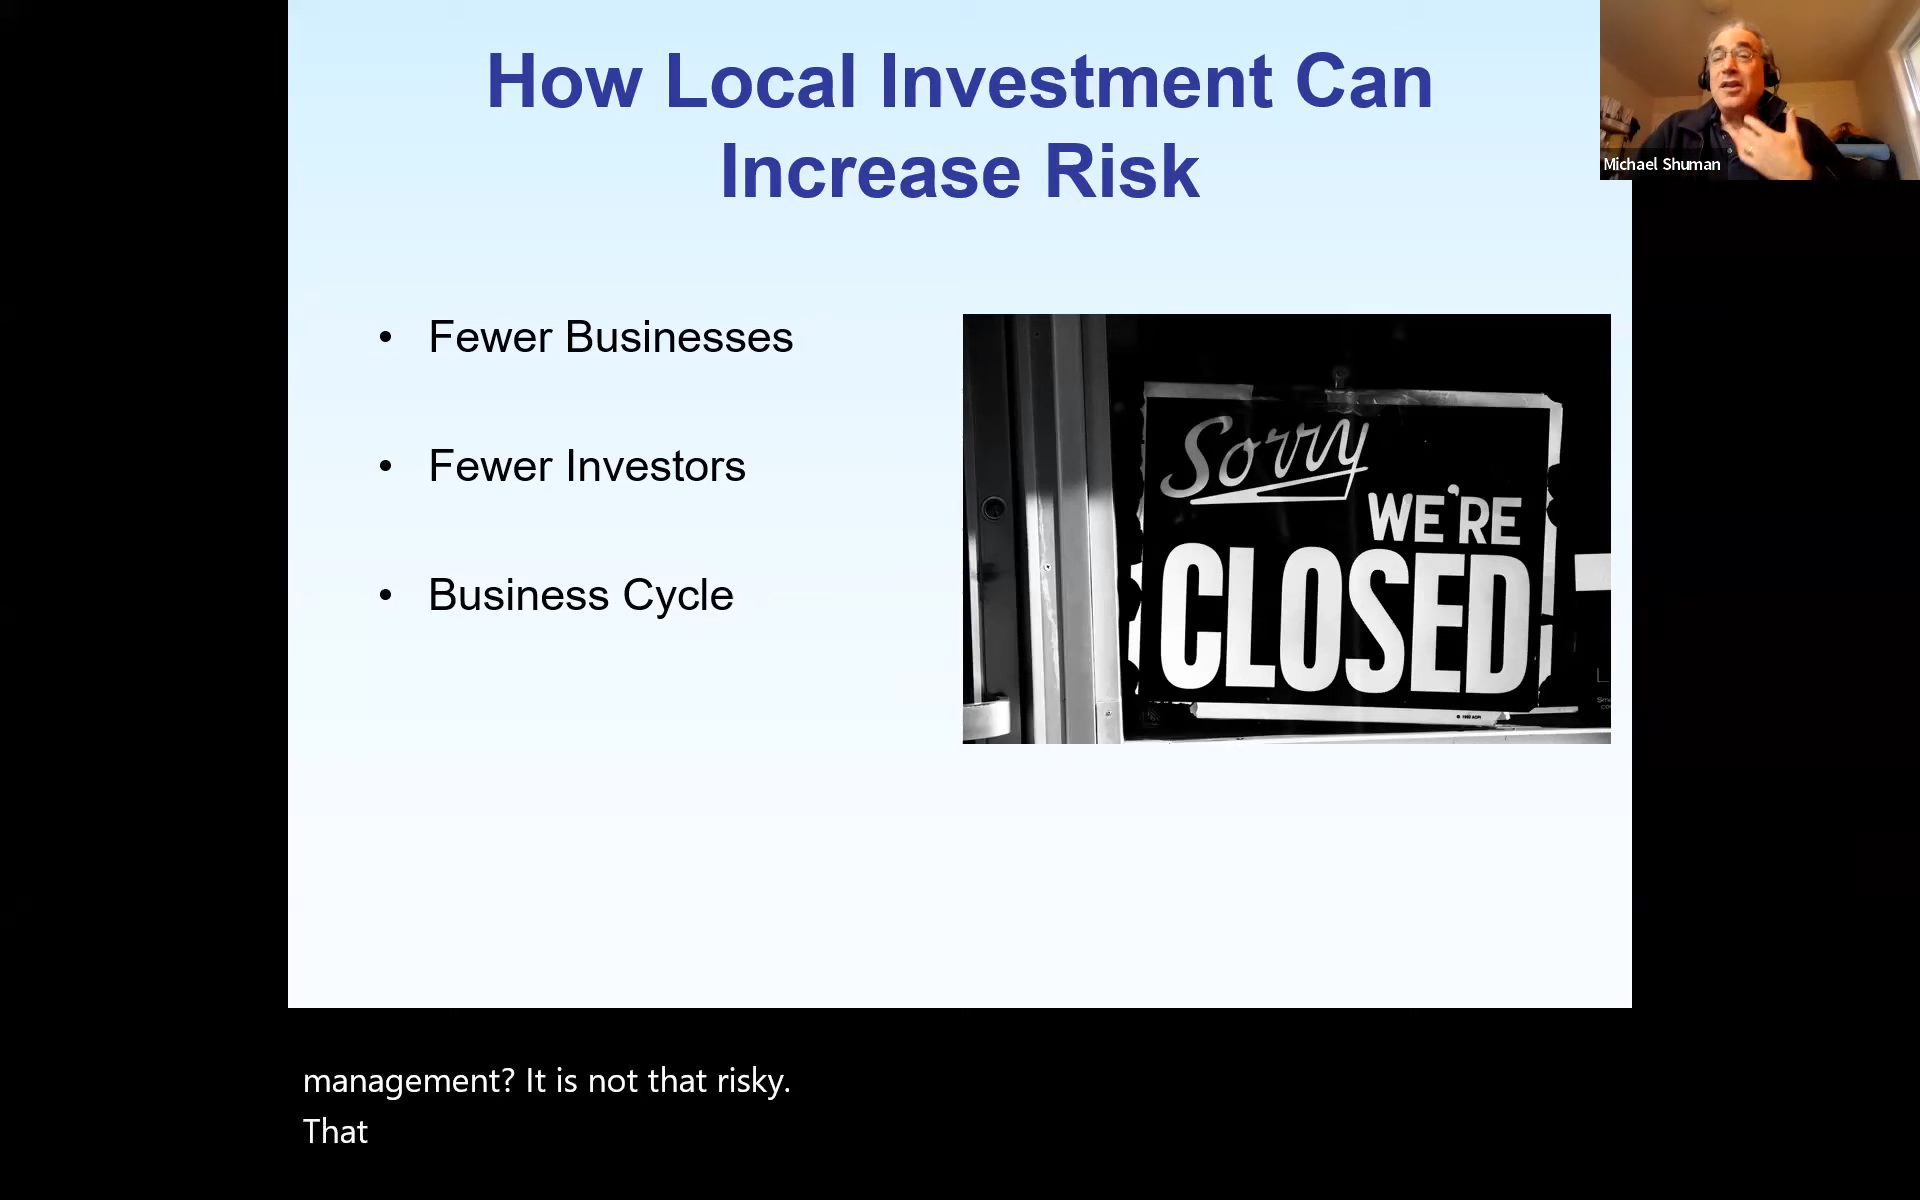 How Local Investment Can
Increase Risk
Michael Shuman
• Fewer Businesses
• Fewer Investors
• Business Cycle
Sorry
WE'RE
CLOSED
management? It is not that risky.
That